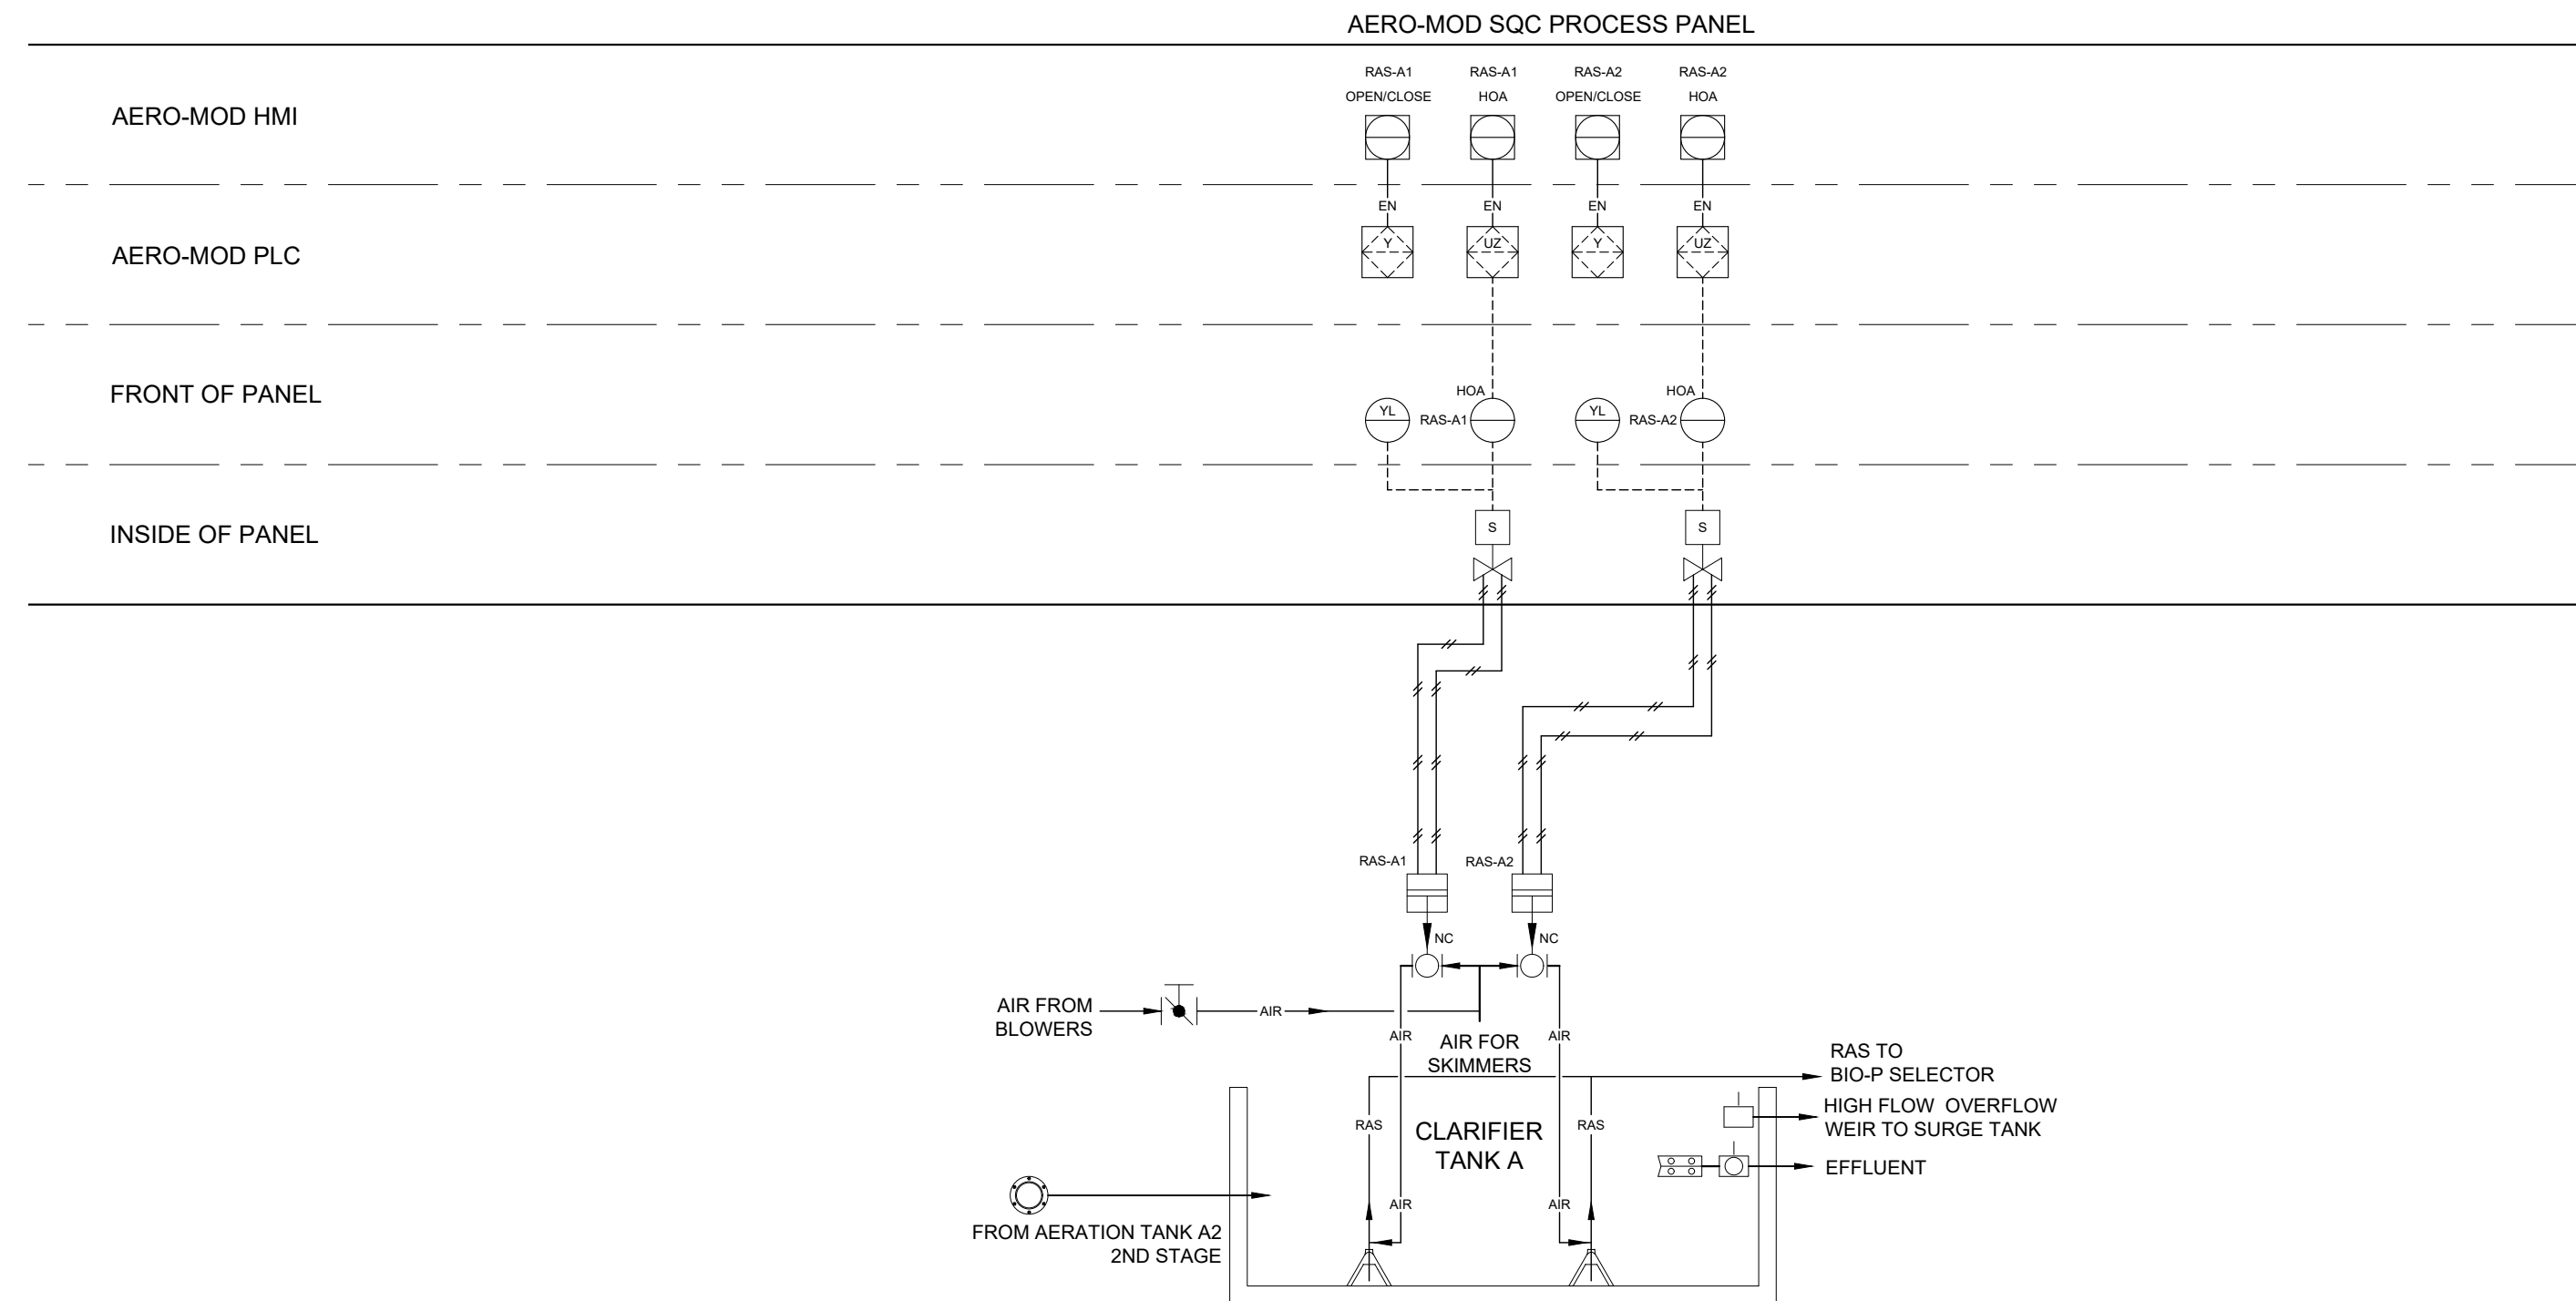 AERO-MOD SQC PROCESS PANEL
RAS-A1 RAS-A1 RAS-A2 RAS-A2
OPEN/CLOSE HOA OPEN/CLOSE HOA
AERO-MOD HMI
EN EN EN EN
Y UZ Y UZ
AERO-MOD PLC
HOA HOA
FRONT OF PANEL
YL RAS-A1 YL RAS-A2
S S
INSIDE OF PANEL
RAS-A1 RAS-A2
NC NC
AIR FROM
BLOWERS
AIR
AIR AIR
AIR FOR
SKIMMERS
RAS TO
BIO-P SELECTOR
HIGH FLOW OVERFLOW
WEIR TO SURGE TANK
RAS RAS
CLARIFIER
TANK A
EFFLUENT
AIR AIR
FROM AERATION TANK A2
2ND STAGE